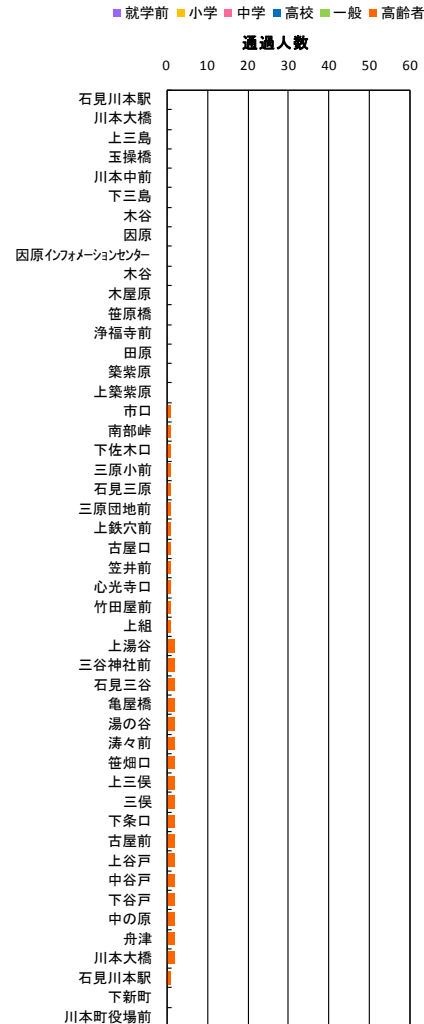 就学前 小学 中学 高校 一般 高齢者
通過人数
0 10 20 30 40 50 60
石見川本駅
川本大橋
上三島
玉操橋
川本中前
下三島
木谷
因原
因原インフォメーションセンター
木谷
木屋原
笹原橋
浄福寺前
田原
築紫原
上築紫原
市口
南部峠
下佐木口
三原小前
石見三原
三原団地前
上鉄穴前
古屋口
笠井前
心光寺口
竹田屋前
上組
上湯谷
三谷神社前
石見三谷
亀屋橋
湯の谷
涛々前
笹畑口
上三俣
三俣
下条口
古屋前
上谷戸
中谷戸
下谷戸
中の原
舟津
川本大橋
石見川本駅
下新町
川本町役場前